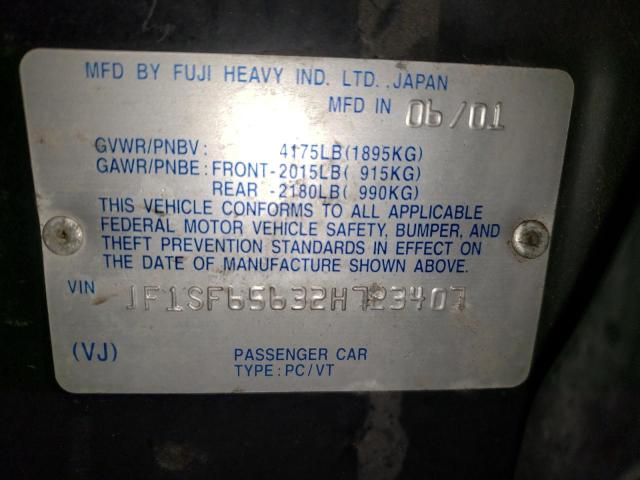 MFD BY FUJI HEAVY IND. LTD., JAPAN
MFD IN 06/01
GVWR/PNBV: 4175LB(1895KG)
GAWR/PNBE: FRONT-2015LB( 915KG)
REAR -2180LB( 990KG)
THIS VEHICLE CONFORMS TO ALL APPLICABLE
FEDERAL MOTOR VEHICLE SAFETY, BUMPER, AND
THEFT PREVENTION STANDARDS IN EFFECT ON
THE DATE OF MANUFACTURE SHOWN ABOVE.
VIN JF1SF65632H723407
(VJ) PASSENGER CAR
TYPE: PC/VT